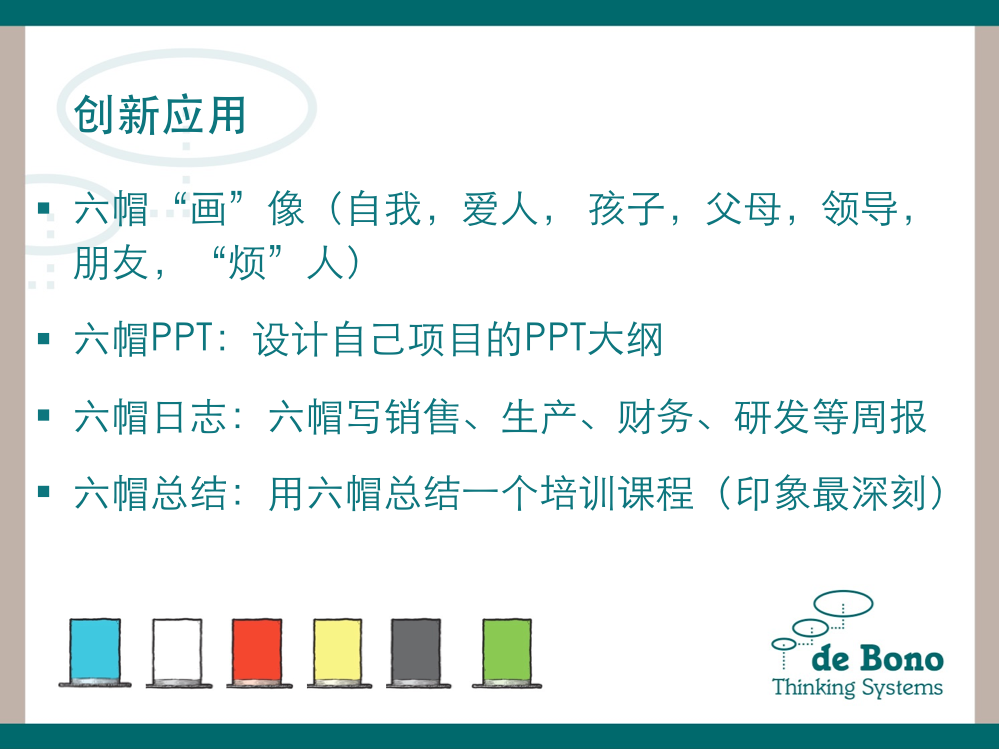 创新应用
▪ 六帽“画”像（自我，爱人， 孩子，父母，领导，
朋友， “烦”人）
▪ 六帽PPT：设计自己项目的PPT大纲
▪ 六帽日志：六帽写销售、生产、财务、研发等周报
▪ 六帽总结：用六帽总结一个培训课程（印象最深刻）
de Bono
Thinking Systems